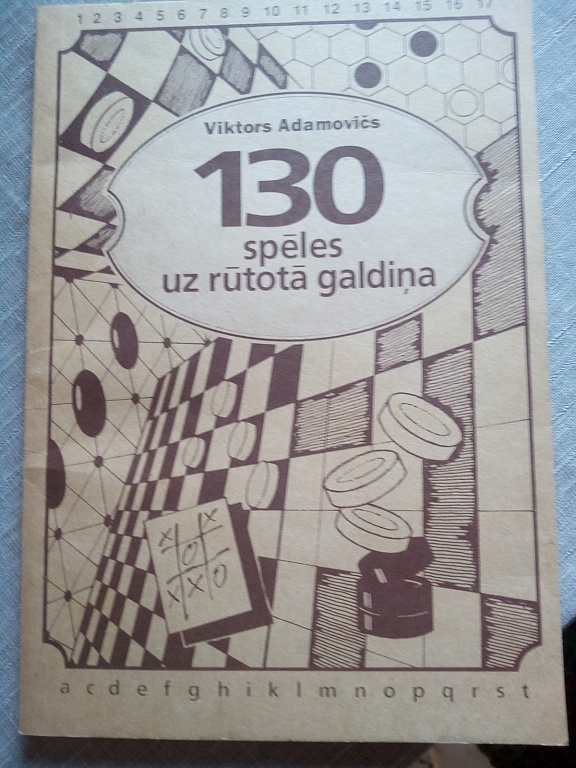 1 2 3 4 5 6 7 8 9 10 11 12 13 14 15 16 17
Viktors Adamovičs
130
spēles
uz rūtotā galdiņa
x
x o
x x o
a c d e f g h i k l m n o p q r s t